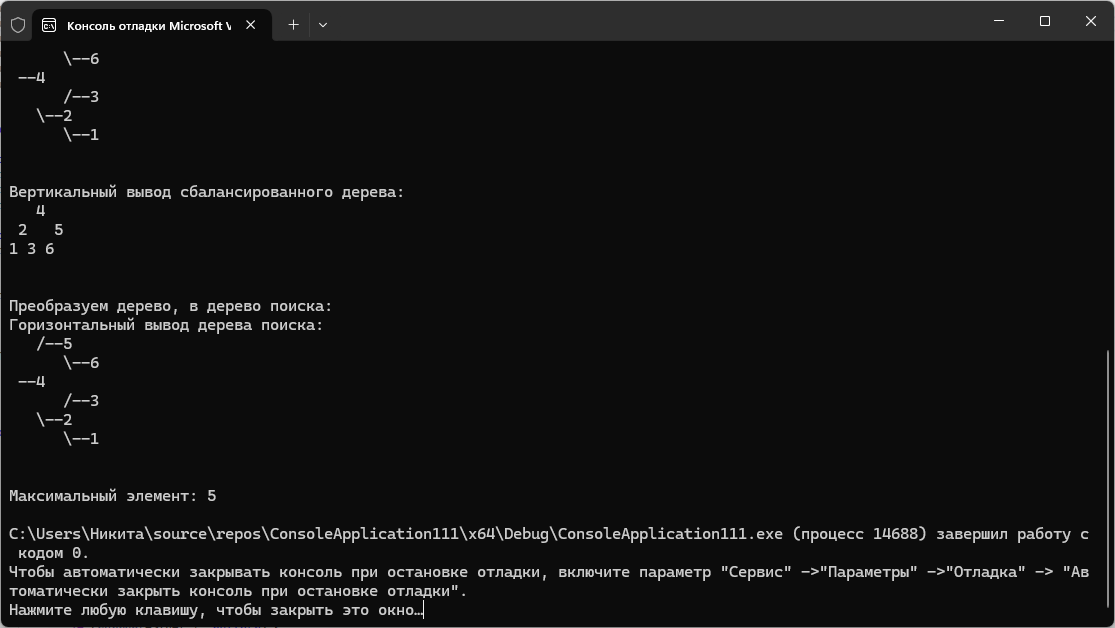 Консоль отладки Microsoft V
\--6
--4
/--3
\--2
\--1
Вертикальный вывод сбалансированного дерева:
4
2 5
1 3 6
Преобразуем дерево, в дерево поиска:
Горизонтальный вывод дерева поиска:
/--5
\--6
--4
/--3
\--2
\--1
Максимальный элемент: 5
C:\Users\Никита\source\repos\ConsoleApplication111\x64\Debug\ConsoleApplication111.exe (процесс 14688) завершил работу с
кодом 0.
Чтобы автоматически закрывать консоль при остановке отладки, включите параметр "Сервис" ->"Параметры" ->"Отладка" -> "Ав
томатически закрыть консоль при остановке отладки".
Нажмите любую клавишу, чтобы закрыть это окно…